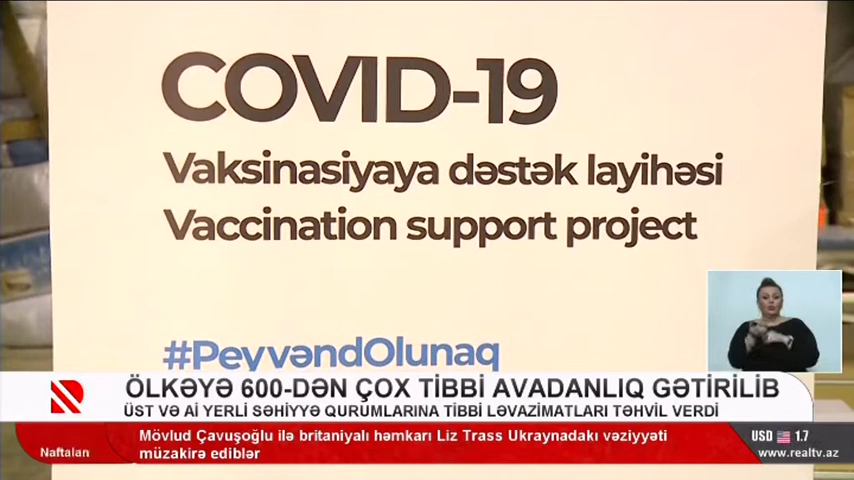 COVID-19
Vaksinasiyaya dəstək layihəsi
Vaccination support project
#PeyvəndOlunaq
ÖLKƏYƏ 600-DƏN ÇOX TİBBİ AVADANLIQ GƏTİRİLİB
ÜST VƏ Aİ YERLİ SƏHİYYƏ QURUMLARINA TİBBİ LƏVAZİMATLARI TƏHVİL VERDİ
Naftalan
Mövlud Çavuşoğlu ilə britaniyalı həmkarı Liz Trass Ukraynadakı vəziyyəti
müzakirə ediblər
USD 1.7
www.realtv.az